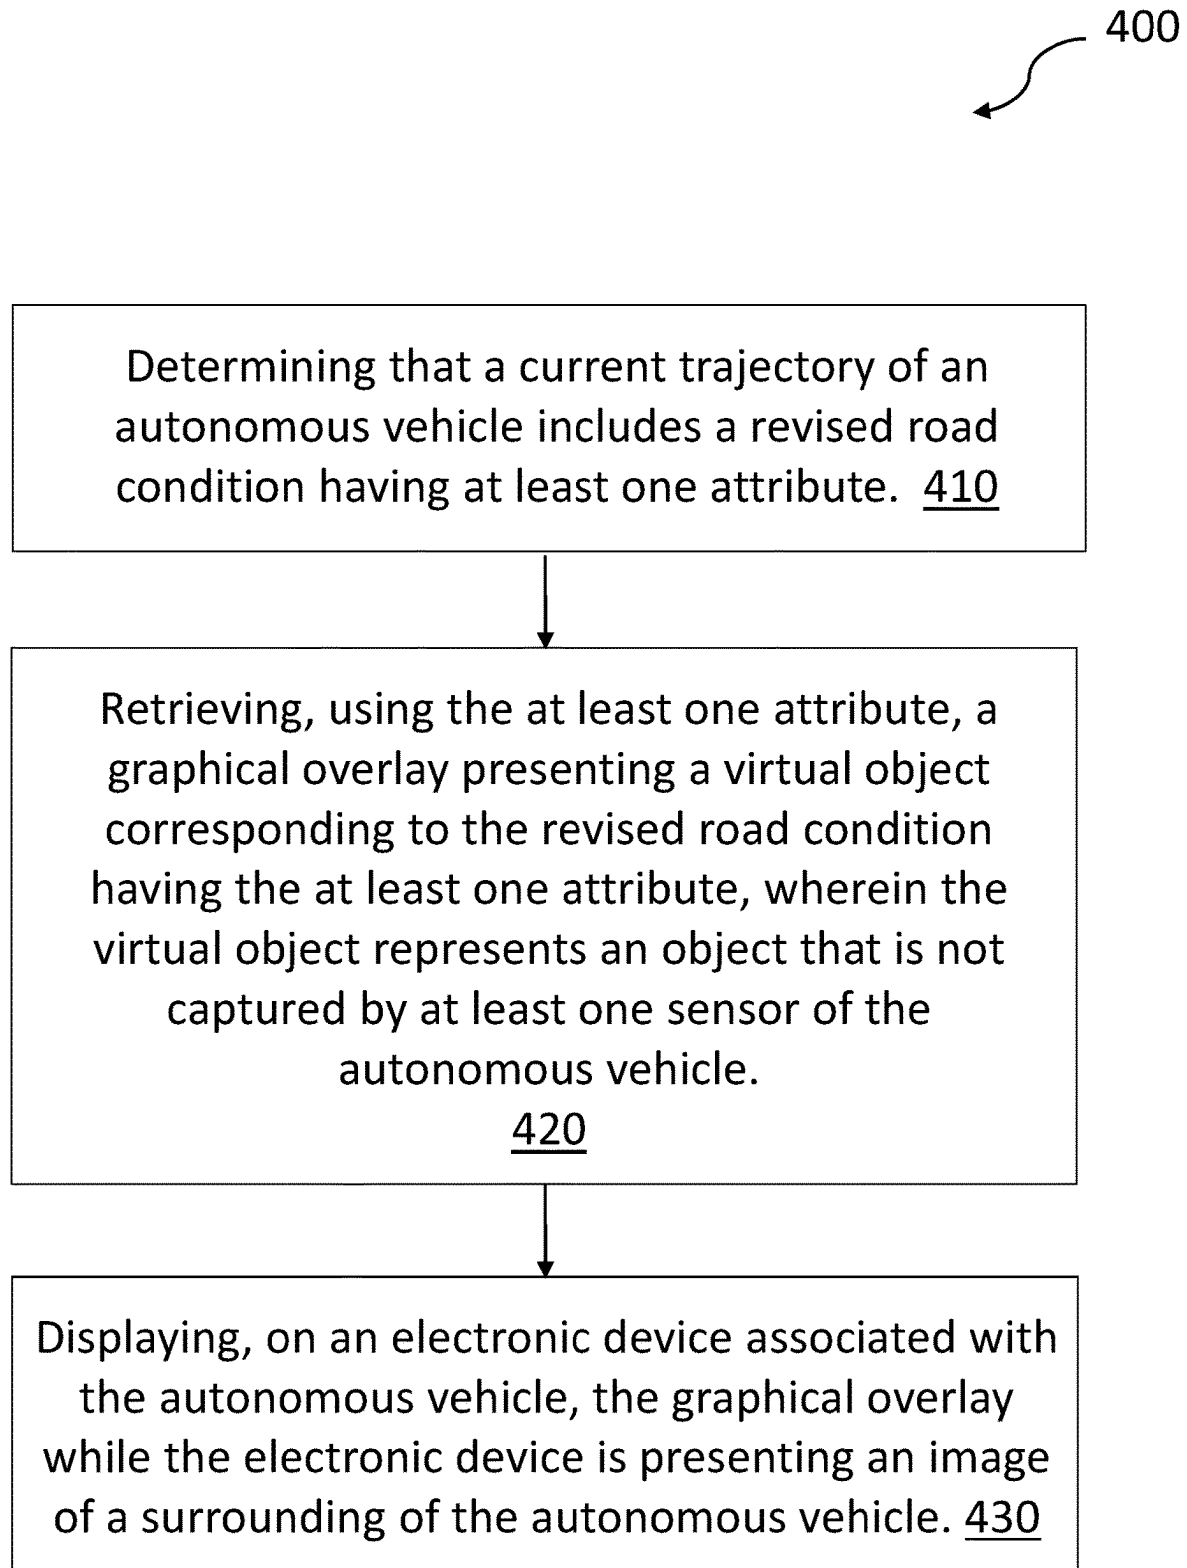 400
Determining that a current trajectory of an
autonomous vehicle includes a revised road
condition having at least one attribute. 410
Retrieving, using the at least one attribute, a
graphical overlay presenting a virtual object
corresponding to the revised road condition
having the at least one attribute, wherein the
virtual object represents an object that is not
captured by at least one sensor of the
autonomous vehicle.
420
Displaying, on an electronic device associated with
the autonomous vehicle, the graphical overlay
while the electronic device is presenting an image
of a surrounding of the autonomous vehicle. 430